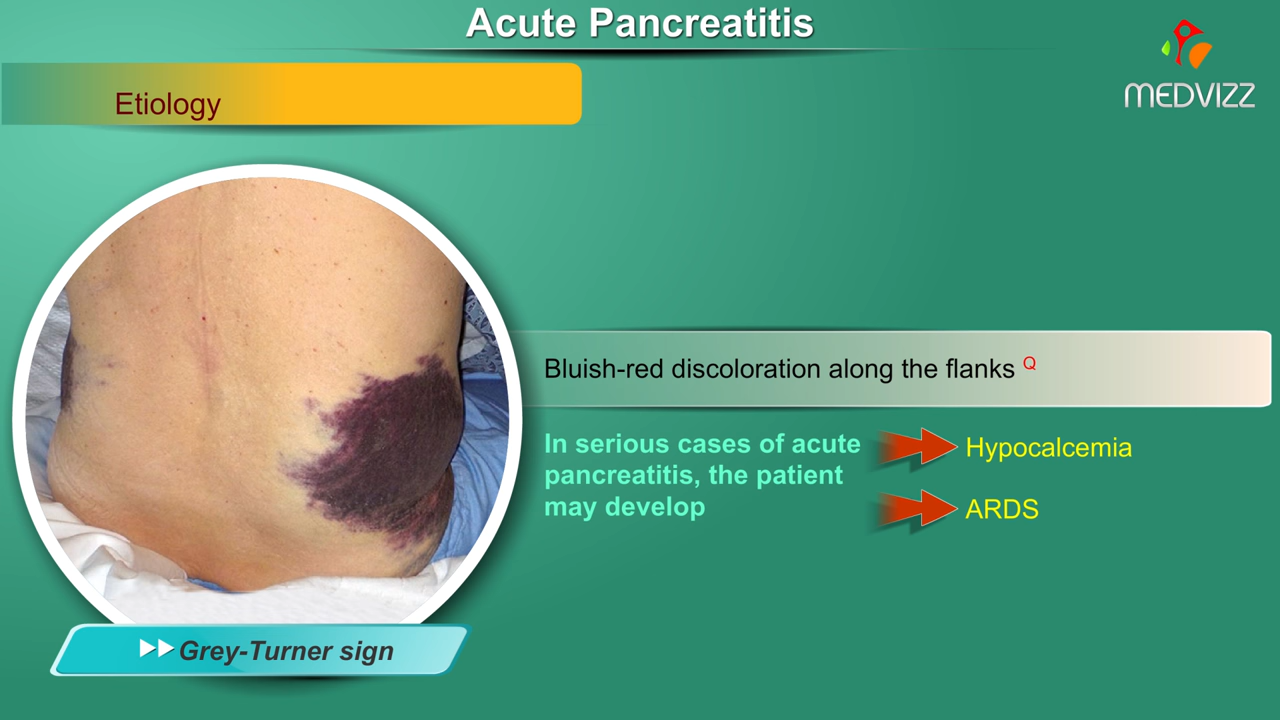 Acute Pancreatitis
MEDVIZZ
Etiology
Bluish-red discoloration along the flanks Q
In serious cases of acute
pancreatitis, the patient
may develop
Hypocalcemia
ARDS
Grey-Turner sign